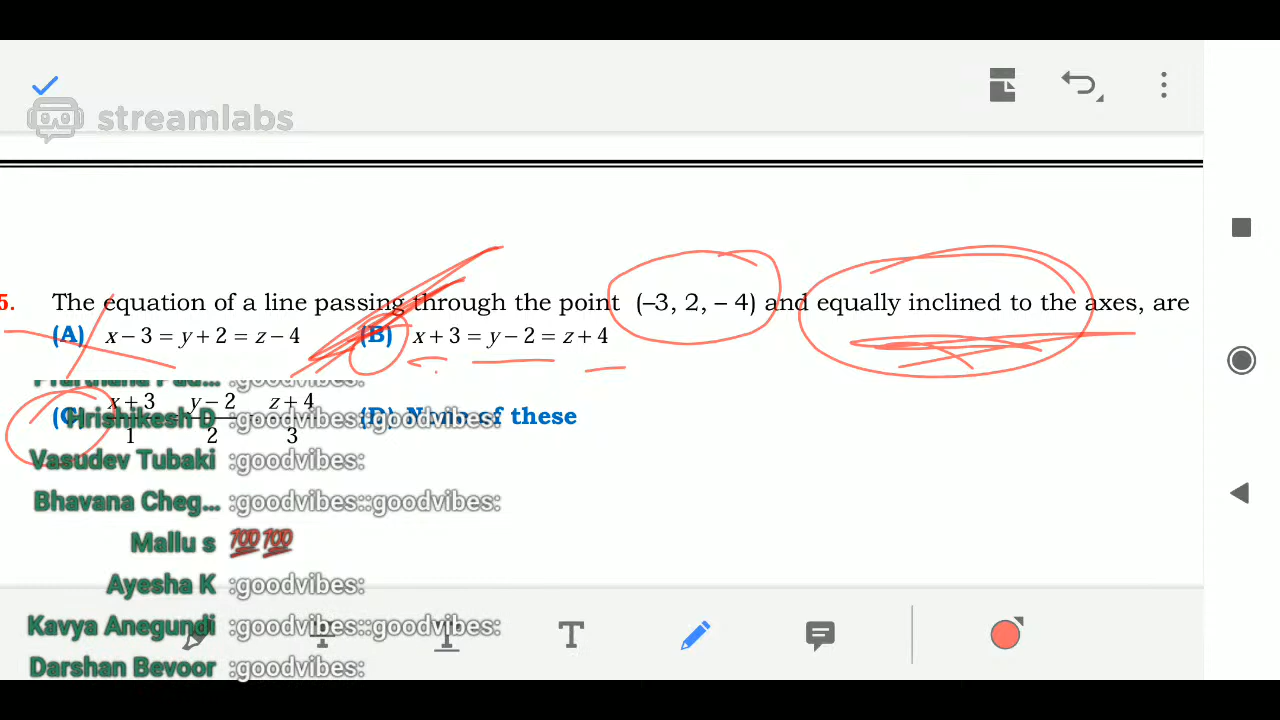 streamlabs
5. The equation of a line passing through the point (–3, 2, – 4) and equally inclined to the axes, are
(A) x – 3 = y + 2 = z – 4 (B) x + 3 = y – 2 = z + 4
x + 3 y – 2 z + 4
(D) None of these
1 2 3
Hrishikesh D :goodvibes::goodvibes:
Vasudev Tubaki :goodvibes:
Bhavana Cheg... :goodvibes::goodvibes:
Mallu s 💯💯
Ayesha K :goodvibes:
Kavya Anegundi :goodvibes::goodvibes:
Darshan Bevoor :goodvibes:
T T T